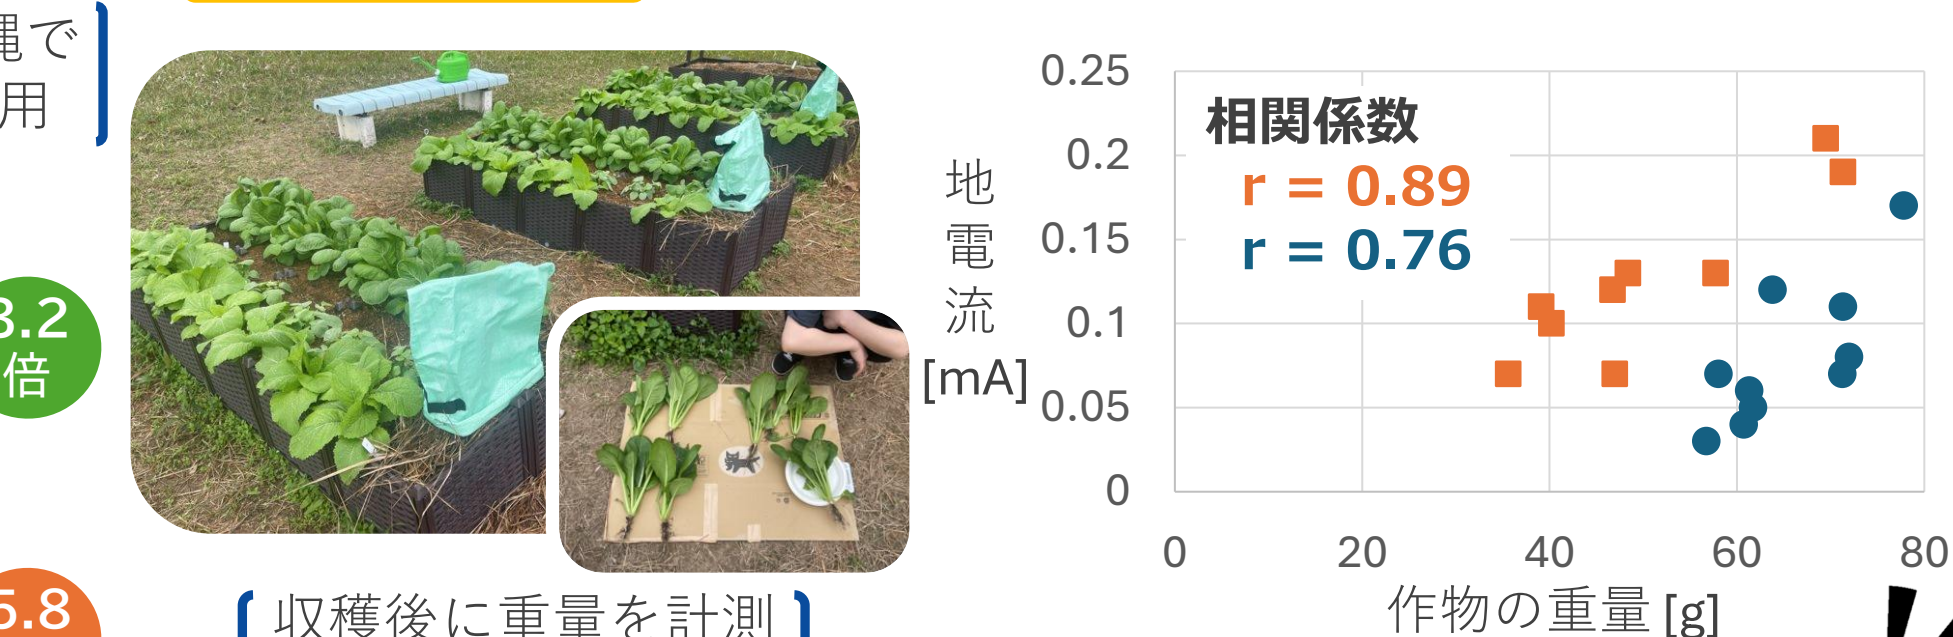 縄で
用
3.2
倍
5.8
収穫後に重量を計測
地電流
[mA]
0.25
0.2
0.15
0.1
0.05
0
相関係数
r = 0.89
r = 0.76
0 20 40 60 80
作物の重量 [g]